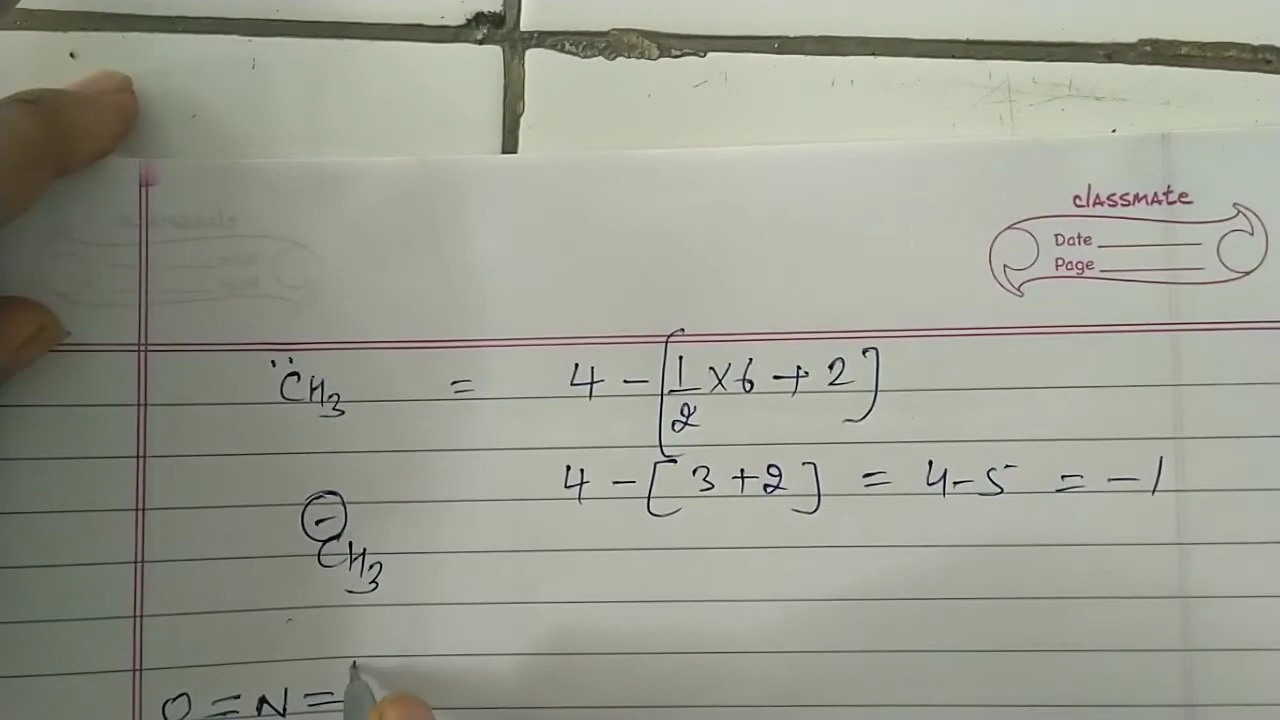 classmate
Date
Page
C̈H₃ = 4 - [1/2 × 6 + 2]
4 - [3 + 2] = 4 - 5 = -1
⊖
CH₃
O = N =